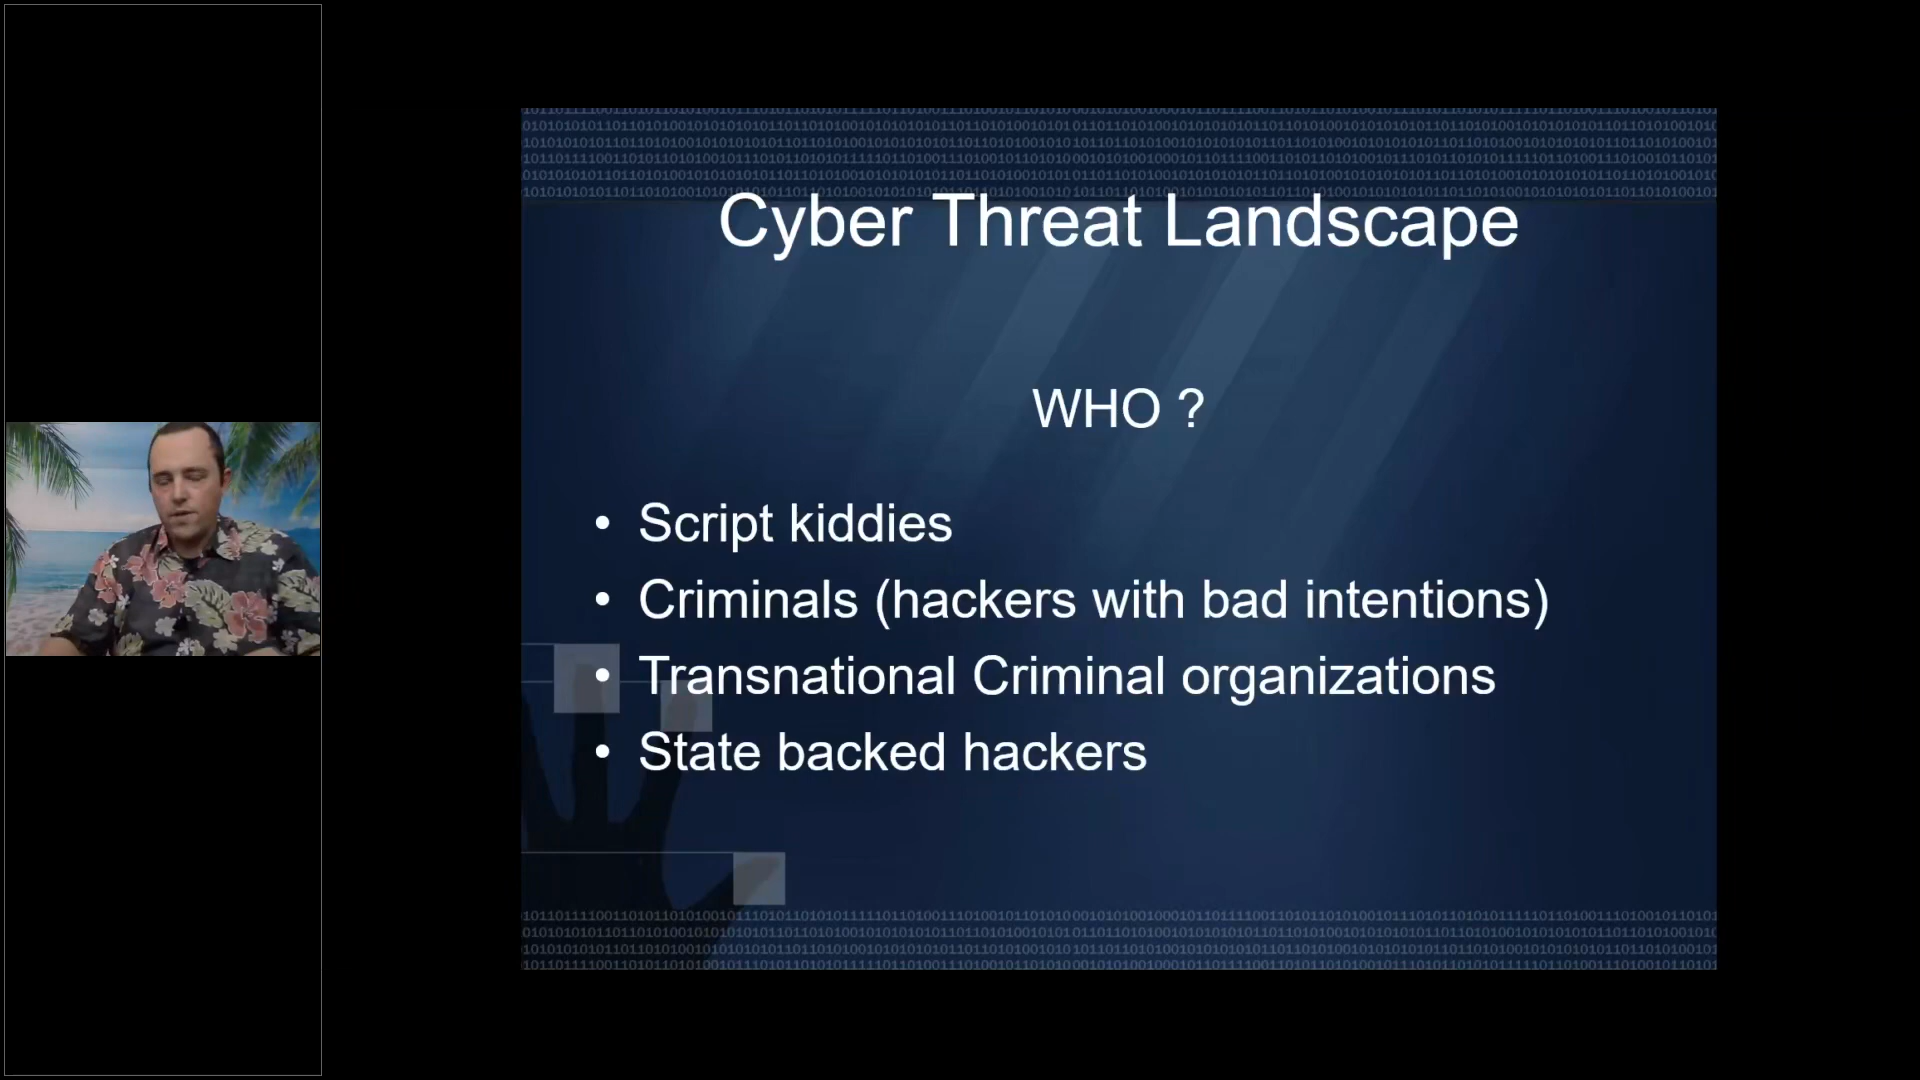 Cyber Threat Landscape
WHO ?
• Script kiddies
• Criminals (hackers with bad intentions)
• Transnational Criminal organizations
• State backed hackers